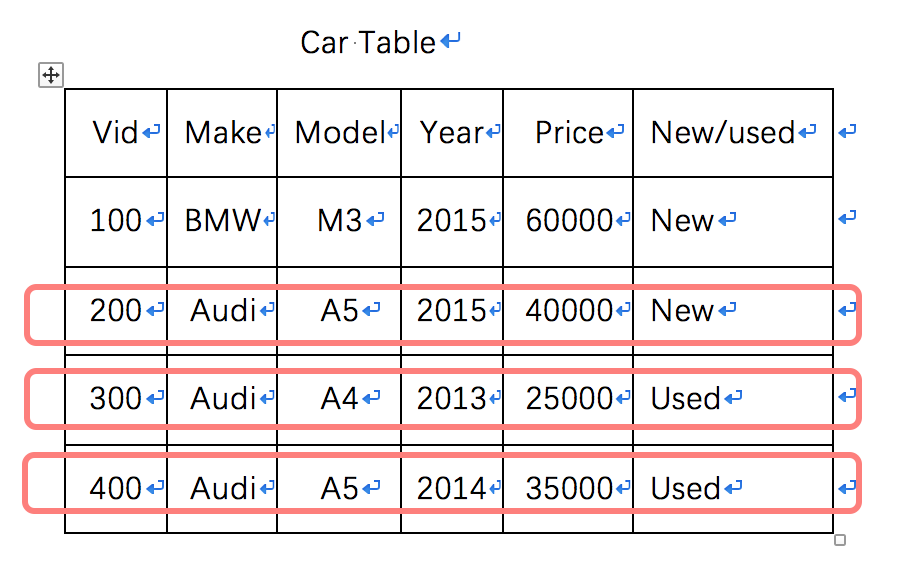 Car Table
Vid Make Model Year Price New/used
100 BMW M3 2015 60000 New
200 Audi A5 2015 40000 New
300 Audi A4 2013 25000 Used
400 Audi A5 2014 35000 Used